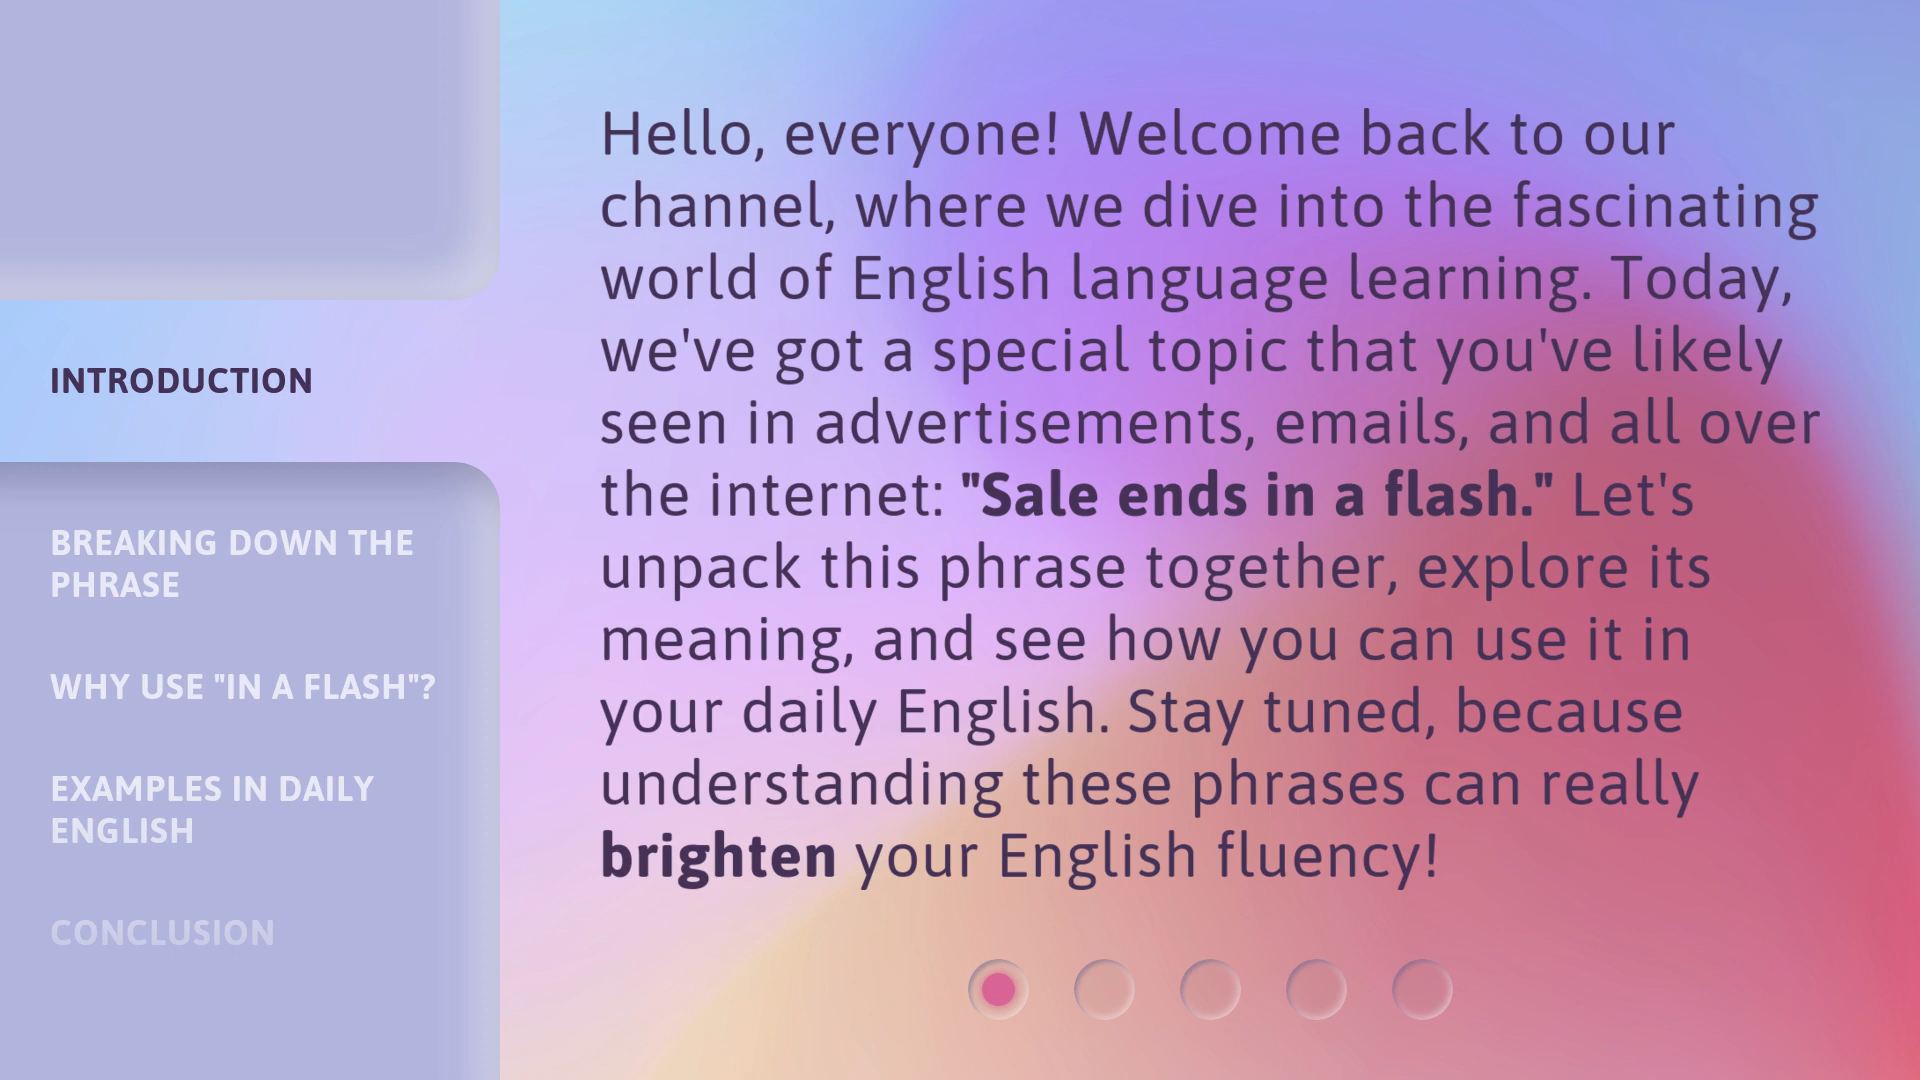 INTRODUCTION
BREAKING DOWN THE
PHRASE
WHY USE "IN A FLASH"?
EXAMPLES IN DAILY
ENGLISH
CONCLUSION
Hello, everyone! Welcome back to our
channel, where we dive into the fascinating
world of English language learning. Today,
we've got a special topic that you've likely
seen in advertisements, emails, and all over
the internet: "Sale ends in a flash." Let's
unpack this phrase together, explore its
meaning, and see how you can use it in
your daily English. Stay tuned, because
understanding these phrases can really
brighten your English fluency!